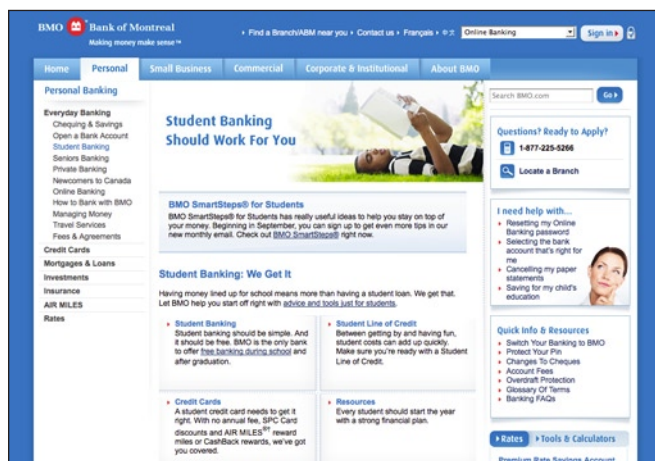 BMO Bank of Montreal
Making money make sense™
Find a Branch/ABM near you
Contact us
Français
中文
Online Banking
Sign in
Home
Personal
Small Business
Commercial
Corporate & Institutional
About BMO
Personal Banking
Everyday Banking
Chequing & Savings
Open a Bank Account
Student Banking
Seniors Banking
Private Banking
Newcomers to Canada
Online Banking
How to Bank with BMO
Managing Money
Travel Services
Fees & Agreements
Credit Cards
Mortgages & Loans
Investments
Insurance
AIR MILES
Rates
Student Banking
Should Work For You
BMO SmartSteps® for Students
BMO SmartSteps® for Students has really useful ideas to help you stay on top of
your money. Beginning in September, you can sign up to get even more tips in our
new monthly email. Check out BMO SmartSteps® right now.
Student Banking: We Get It
Having money lined up for school means more than having a student loan. We get that.
Let BMO help you start off right with advice and tools just for students.
Student Banking
Student banking should be simple. And
it should be free. BMO is the only bank
to offer free banking during school and
after graduation.
Student Line of Credit
Between getting by and having fun,
student costs can add up quickly.
Make sure you're ready with a Student
Line of Credit.
Credit Cards
A student credit card needs to get it
right. With no annual fee, SPC Card
discounts and AIR MILES®† reward
miles or CashBack rewards, we've got
you covered.
Resources
Every student should start the year
with a strong financial plan.
Search BMO.com
Go
Questions? Ready to Apply?
1-877-225-5266
Locate a Branch
I need help with...
Resetting my Online
Banking password
Selecting the bank
account that's right for
me
Cancelling my paper
statements
Saving for my child's
education
Quick Info & Resources
Switch Your Banking to BMO
Protect Your Pin
Changes To Cheques
Account Fees
Overdraft Protection
Glossary Of Terms
Banking FAQs
Rates
Tools & Calculators
Premium Rate Savings Account